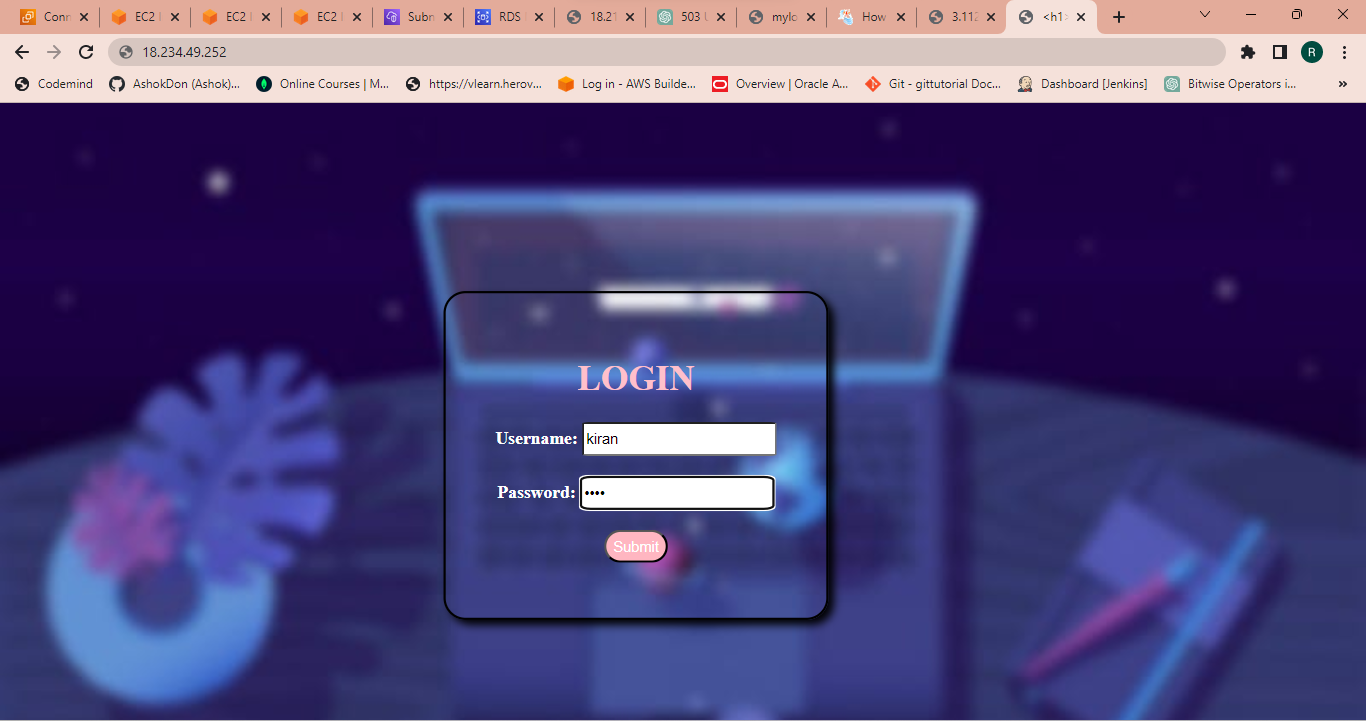 Conn
EC2 I
EC2 I
EC2 I
Subn
RDS
18.21
503 U
mylo
How
3.112
<h1>
18.234.49.252
R
Codemind
AshokDon (Ashok)...
Online Courses | M...
https://vlearn.herov...
Log in - AWS Builde...
Overview | Oracle A...
Git - gittutorial Doc...
Dashboard [Jenkins]
Bitwise Operators i...
»
LOGIN
Username: kiran
Password: ••••
Submit